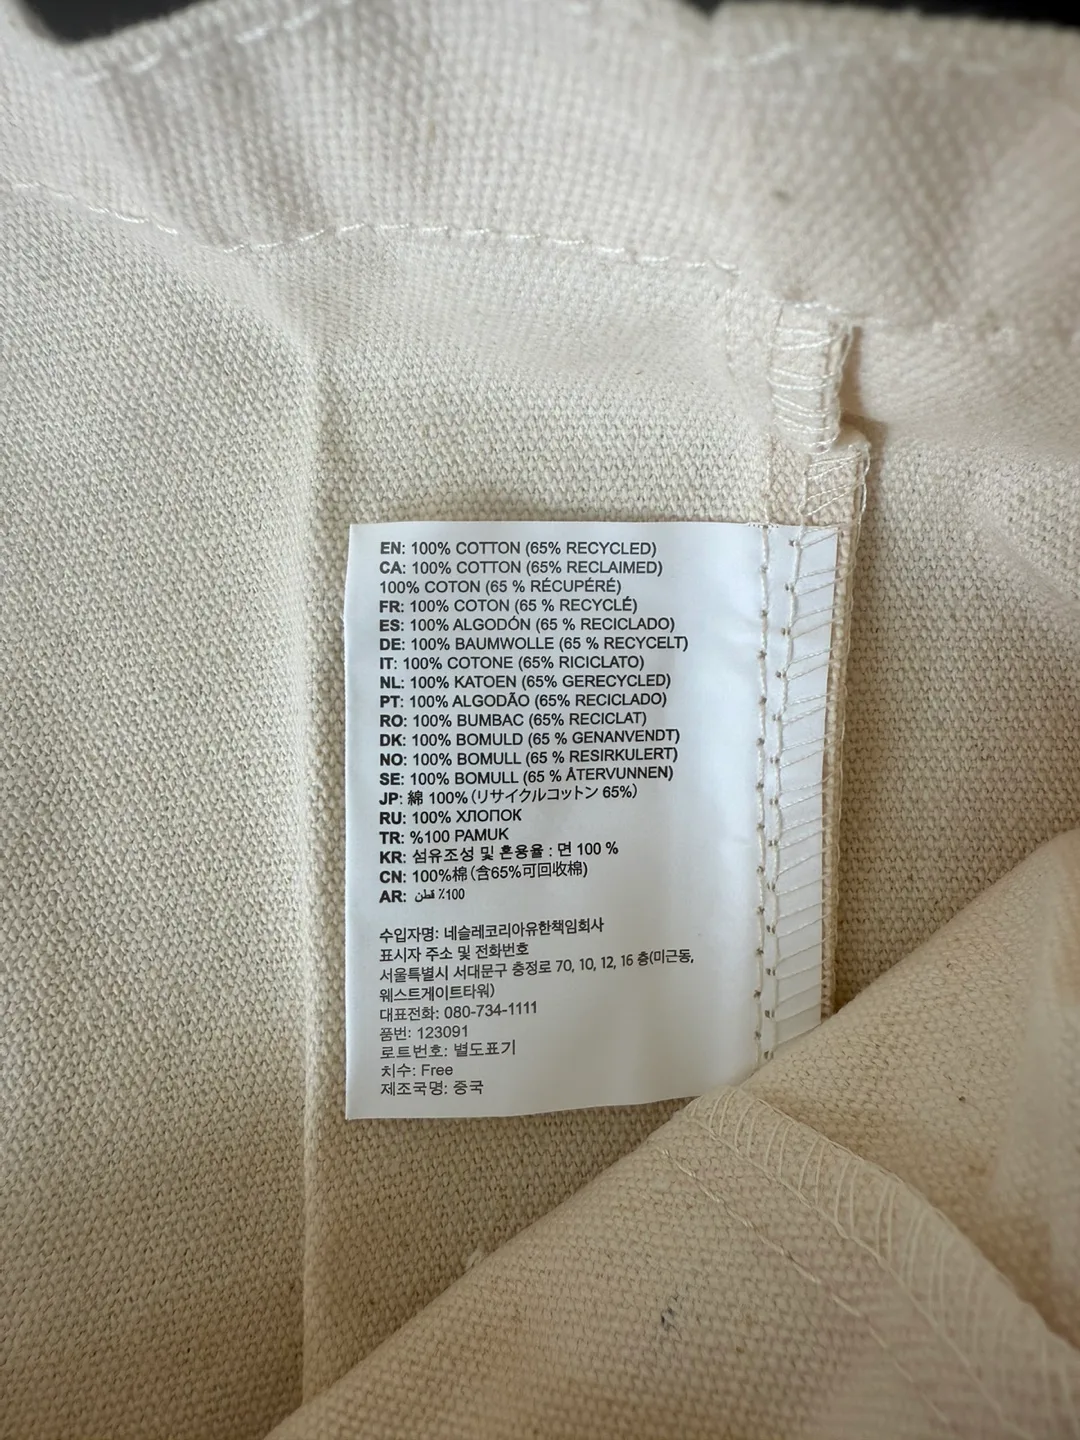 EN: 100% COTTON (65% RECYCLED)
CA: 100% COTTON (65% RECLAIMED)
100% COTON (65 % RÉCUPÉRÉ)
FR: 100% COTON (65 % RECYCLÉ)
ES: 100% ALGODÓN (65 % RECICLADO)
DE: 100% BAUMWOLLE (65 % RECYCELT)
IT: 100% COTONE (65% RICICLATO)
NL: 100% KATOEN (65% GERECYCLED)
PT: 100% ALGODÃO (65% RECICLADO)
RO: 100% BUMBAC (65% RECICLAT)
DK: 100% BOMULD (65 % GENANVENDT)
NO: 100% BOMULL (65 % RESIRKULERT)
SE: 100% BOMULL (65 % ÅTERVUNNEN)
JP: 綿 100% (リサイクルコットン 65%)
RU: 100% ХЛОПОК
TR: %100 PAMUK
KR: 섬유조성 및 혼용율 : 면 100 %
CN: 100%棉 (含65%可回收棉)
AR: قطن ٪100
수입자명: 네슬레코리아유한책임회사
표시자 주소 및 전화번호
서울특별시 서대문구 충정로 70, 10, 12, 16 층(미근동,
웨스트게이트타워)
대표전화: 080-734-1111
품번: 123091
로트번호: 별도표기
치수: Free
제조국명: 중국